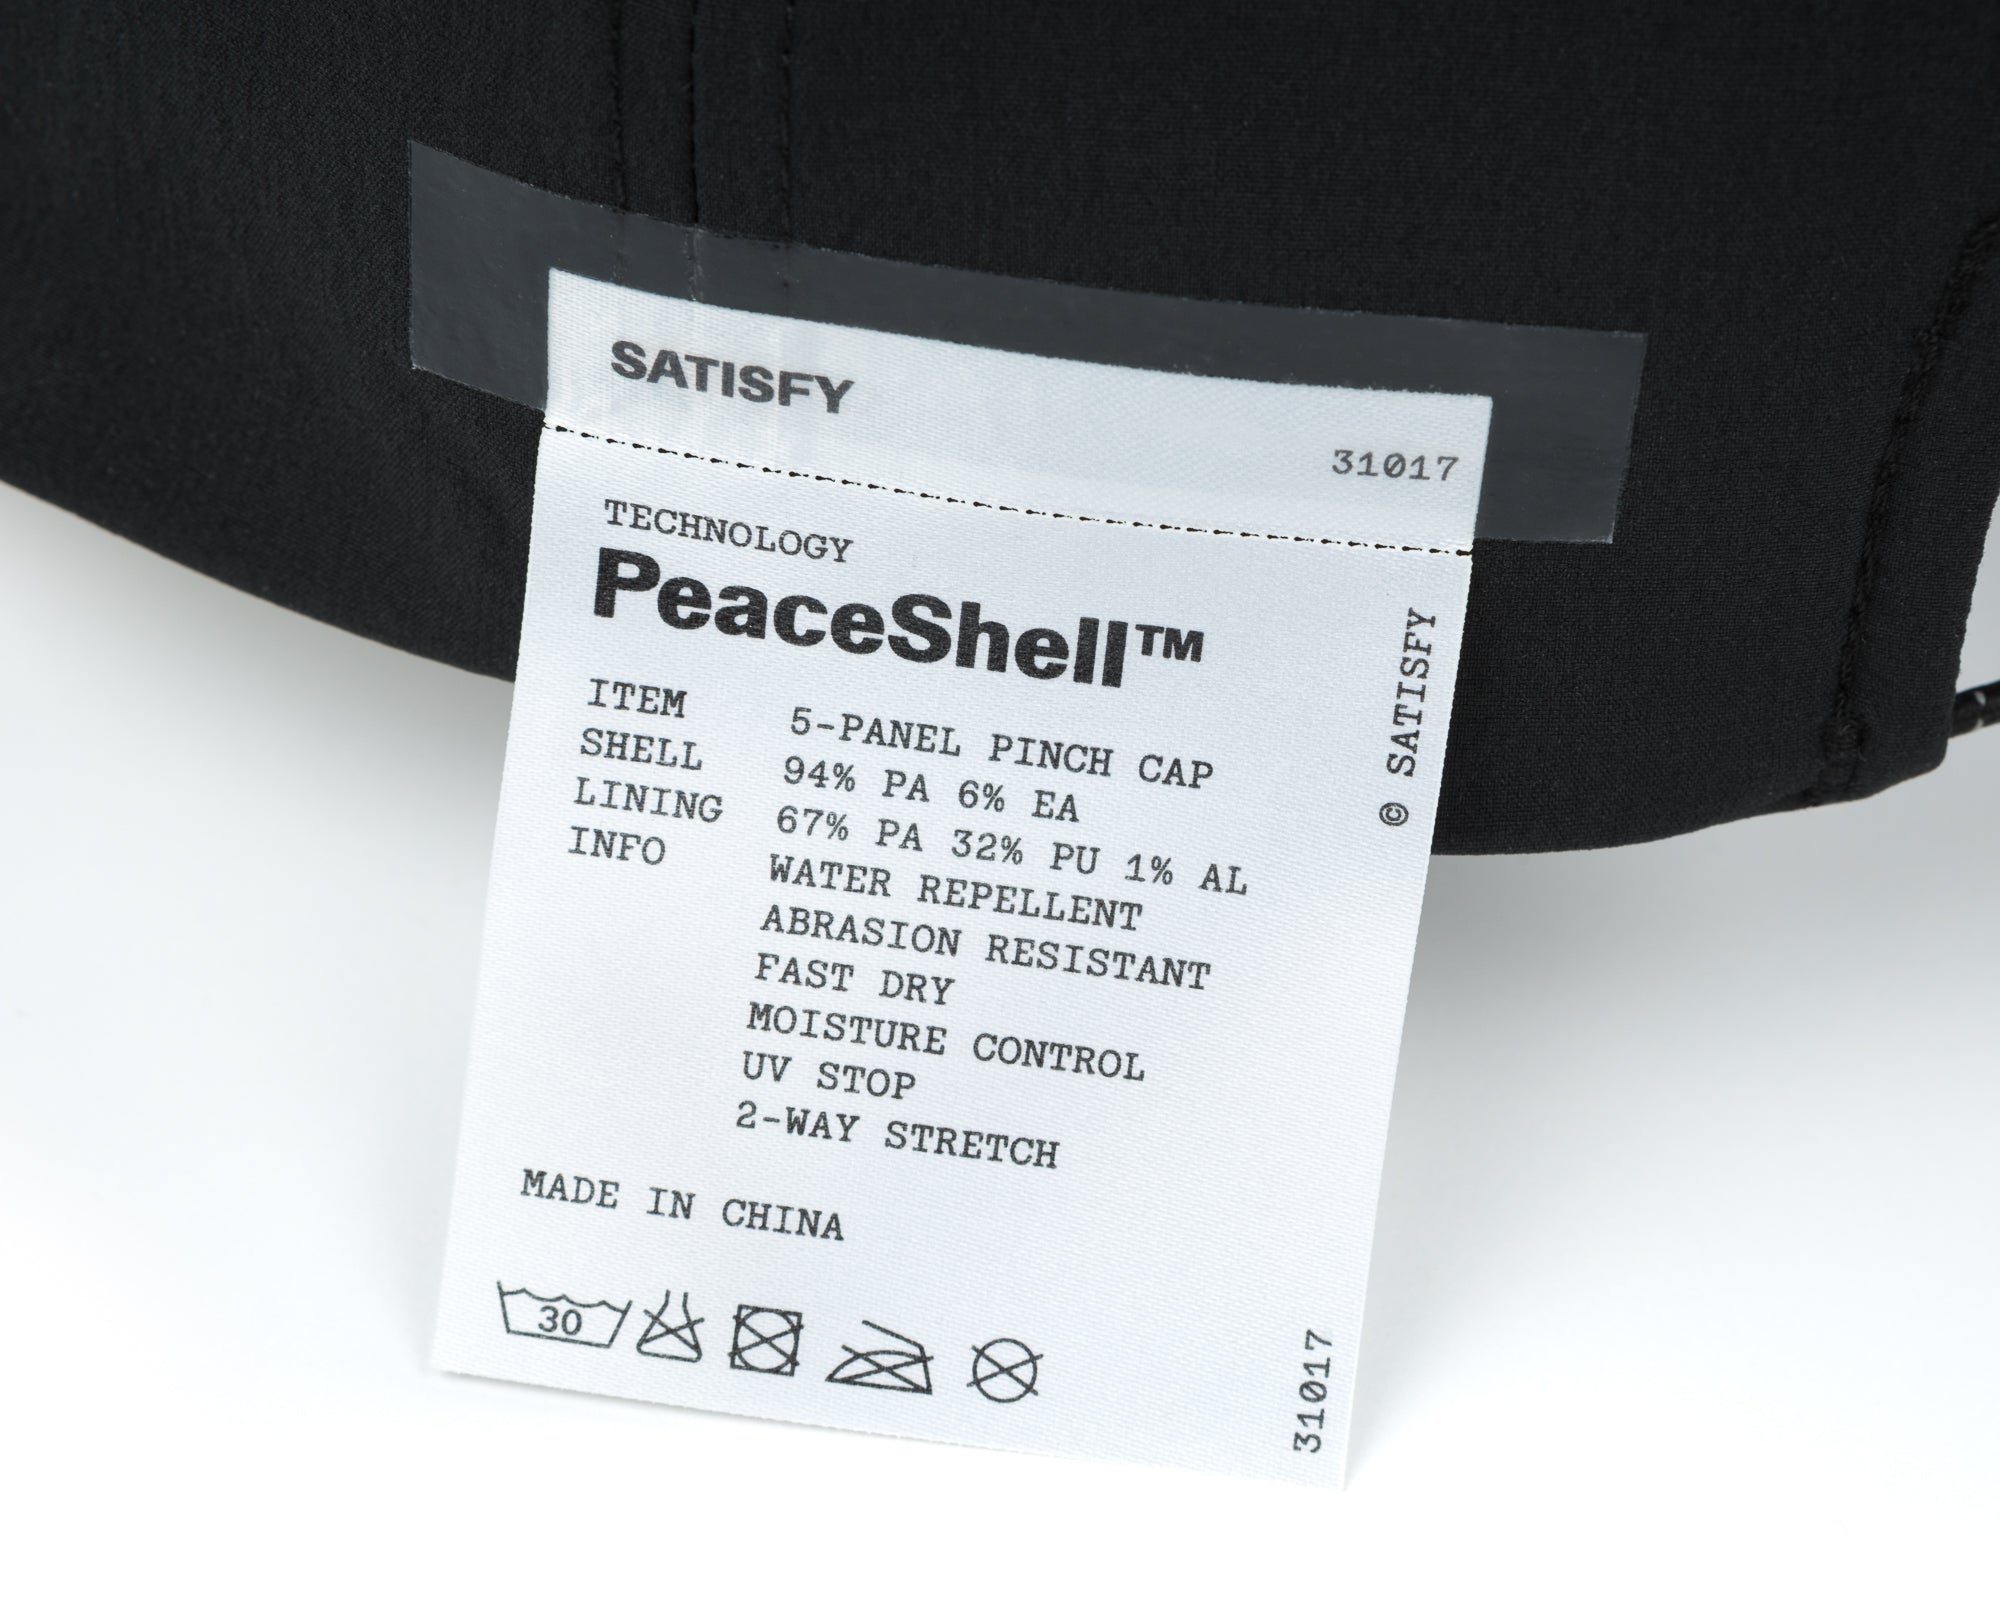 SATISFY
31017
TECHNOLOGY
PeaceShell™
ITEM 5-PANEL PINCH CAP
SHELL 94% PA 6% EA
LINING 67% PA 32% PU 1% AL
INFO WATER REPELLENT
ABRASION RESISTANT
FAST DRY
MOISTURE CONTROL
UV STOP
2-WAY STRETCH
MADE IN CHINA
30
© SATISFY
31017